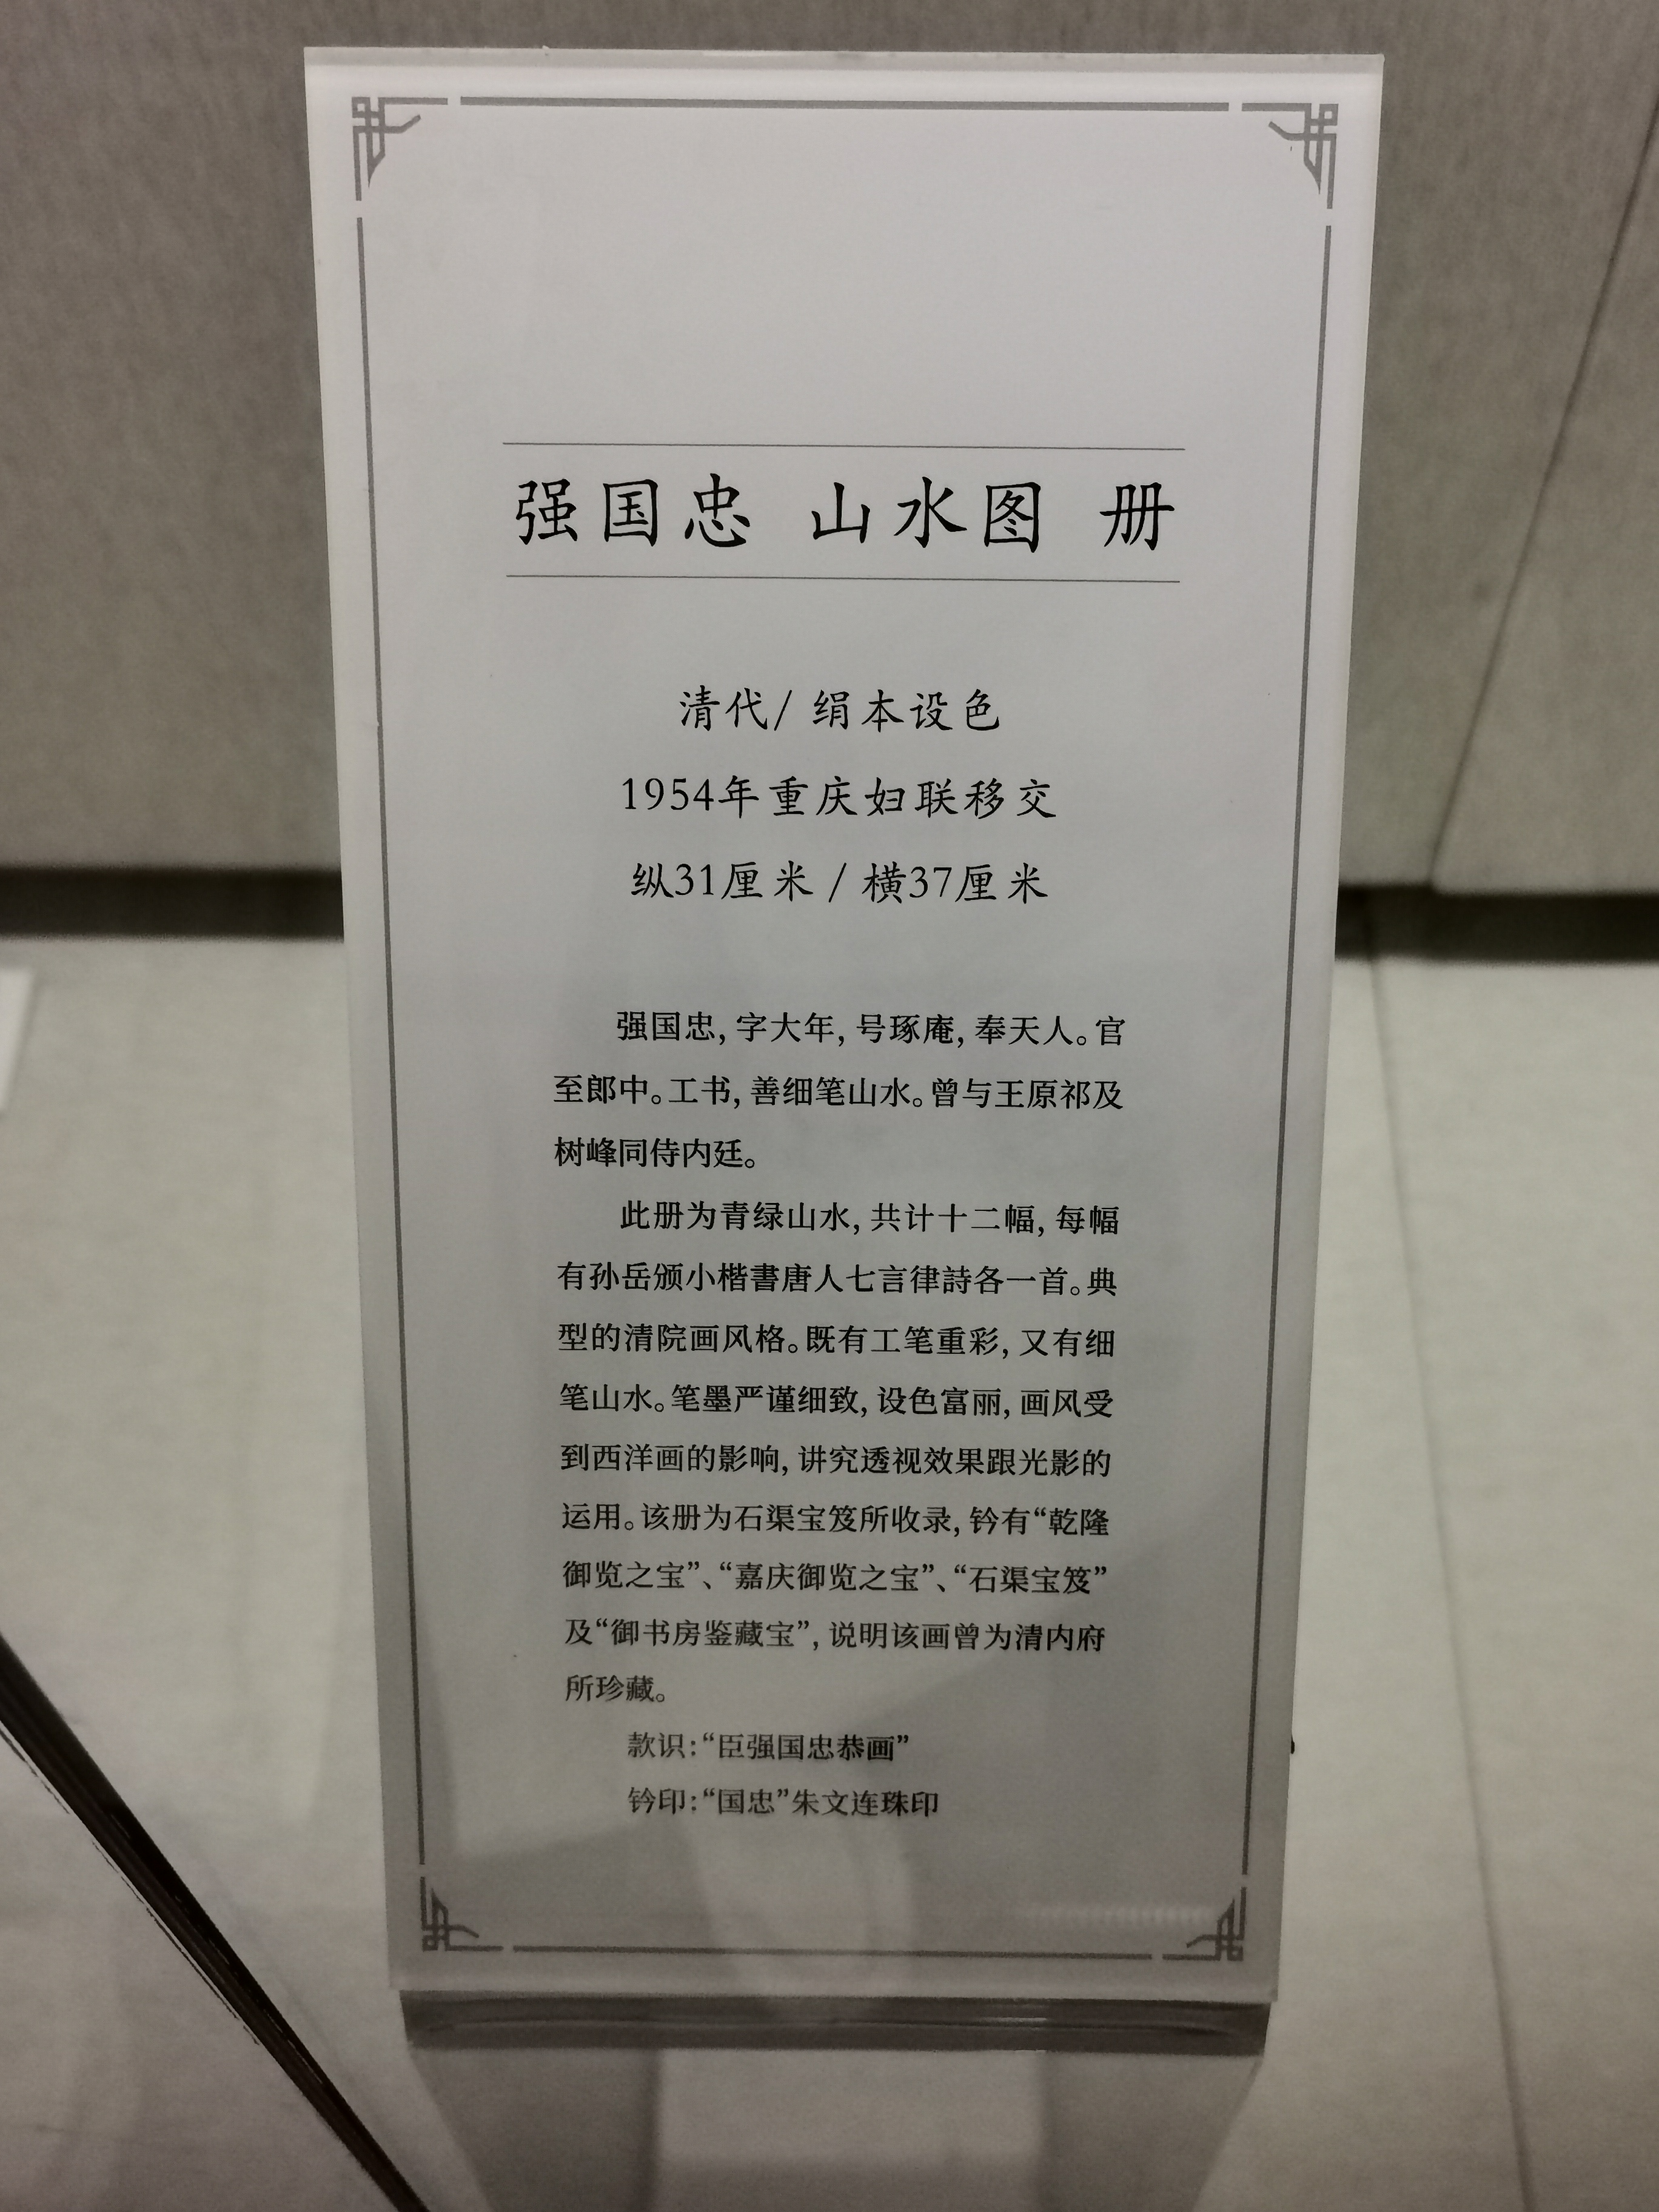 强国忠 山水图 册
清代/ 绢本设色
1954年重庆妇联移交
纵31厘米 / 横37厘米
强国忠,字大年,号琢庵,奉天人。官
至郎中。工书,善细笔山水。曾与王原祁及
树峰同侍内廷。
此册为青绿山水,共计十二幅,每幅
有孙岳颁小楷書唐人七言律詩各一首。典
型的清院画风格。既有工笔重彩,又有细
笔山水。笔墨严谨细致,设色富丽,画风受
到西洋画的影响,讲究透视效果跟光影的
运用。该册为石渠宝笈所收录,钤有“乾隆
御览之宝”、“嘉庆御览之宝”、“石渠宝笈”
及“御书房鉴藏宝”,说明该画曾为清内府
所珍藏。
款识:“臣强国忠恭画”
钤印:“国忠”朱文连珠印